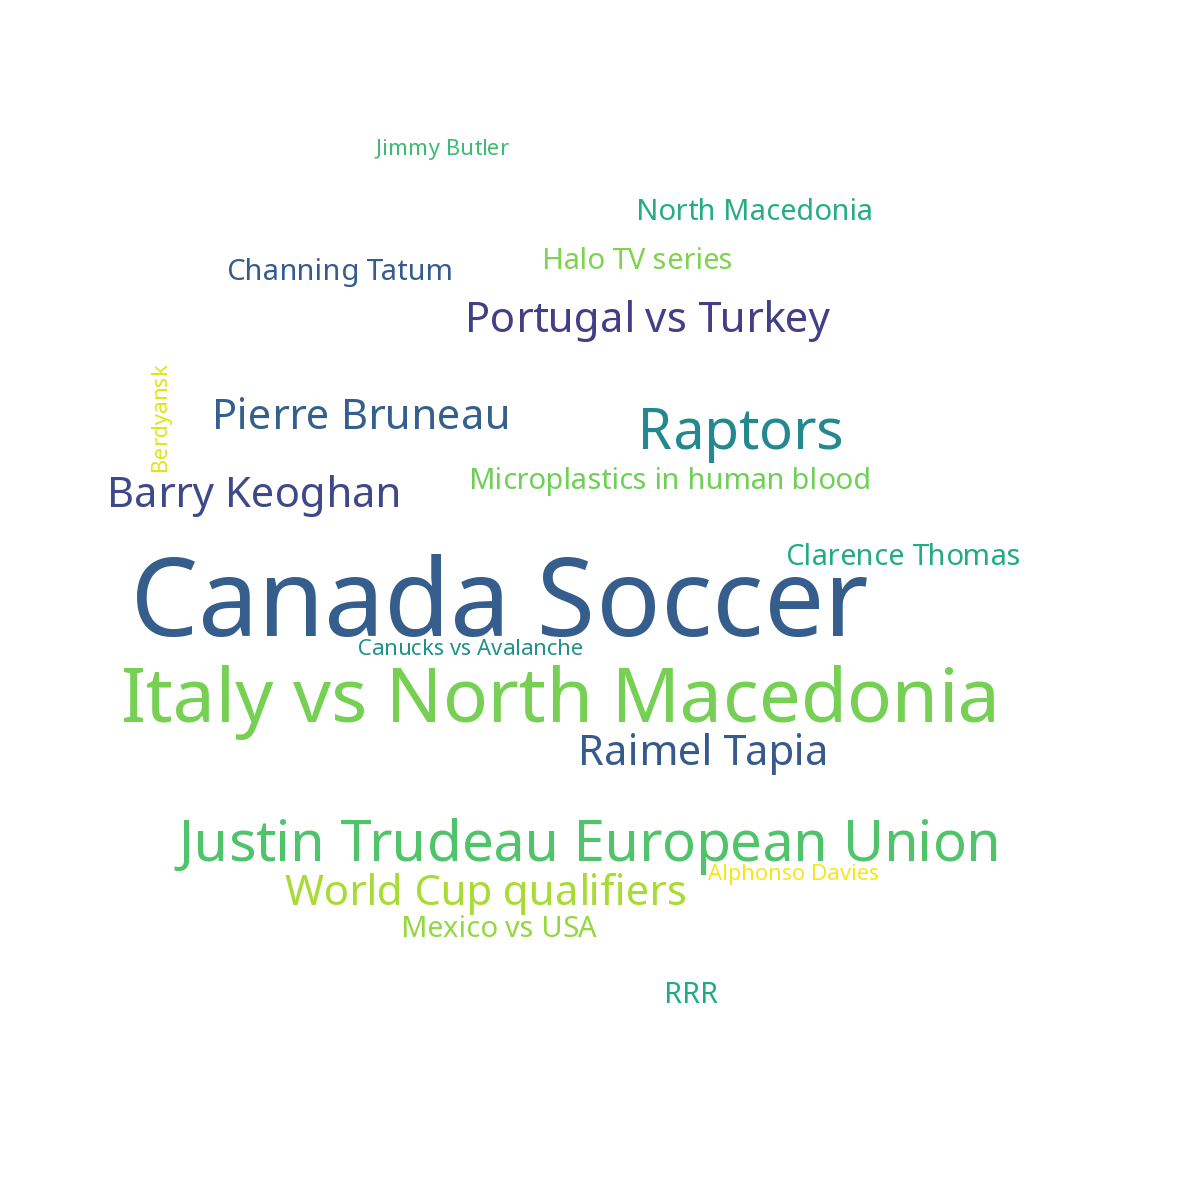 Jimmy Butler
North Macedonia
Halo TV series
Channing Tatum
Portugal vs Turkey
Berdyansk
Pierre Bruneau
Raptors
Microplastics in human blood
Barry Keoghan
Clarence Thomas
Canada Soccer
Canucks vs Avalanche
Italy vs North Macedonia
Raimel Tapia
Justin Trudeau European Union
Alphonso Davies
World Cup qualifiers
Mexico vs USA
RRR